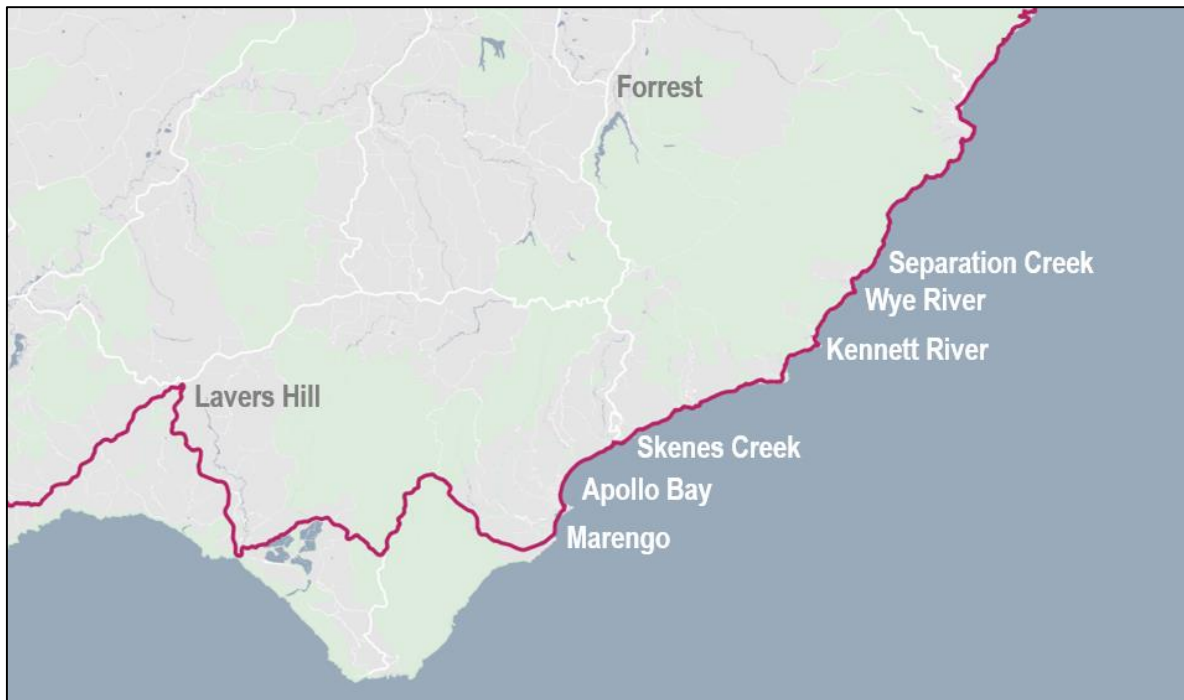 Forrest
Separation Creek
Wye River
Kennett River
Lavers Hill
Skenes Creek
Apollo Bay
Marengo